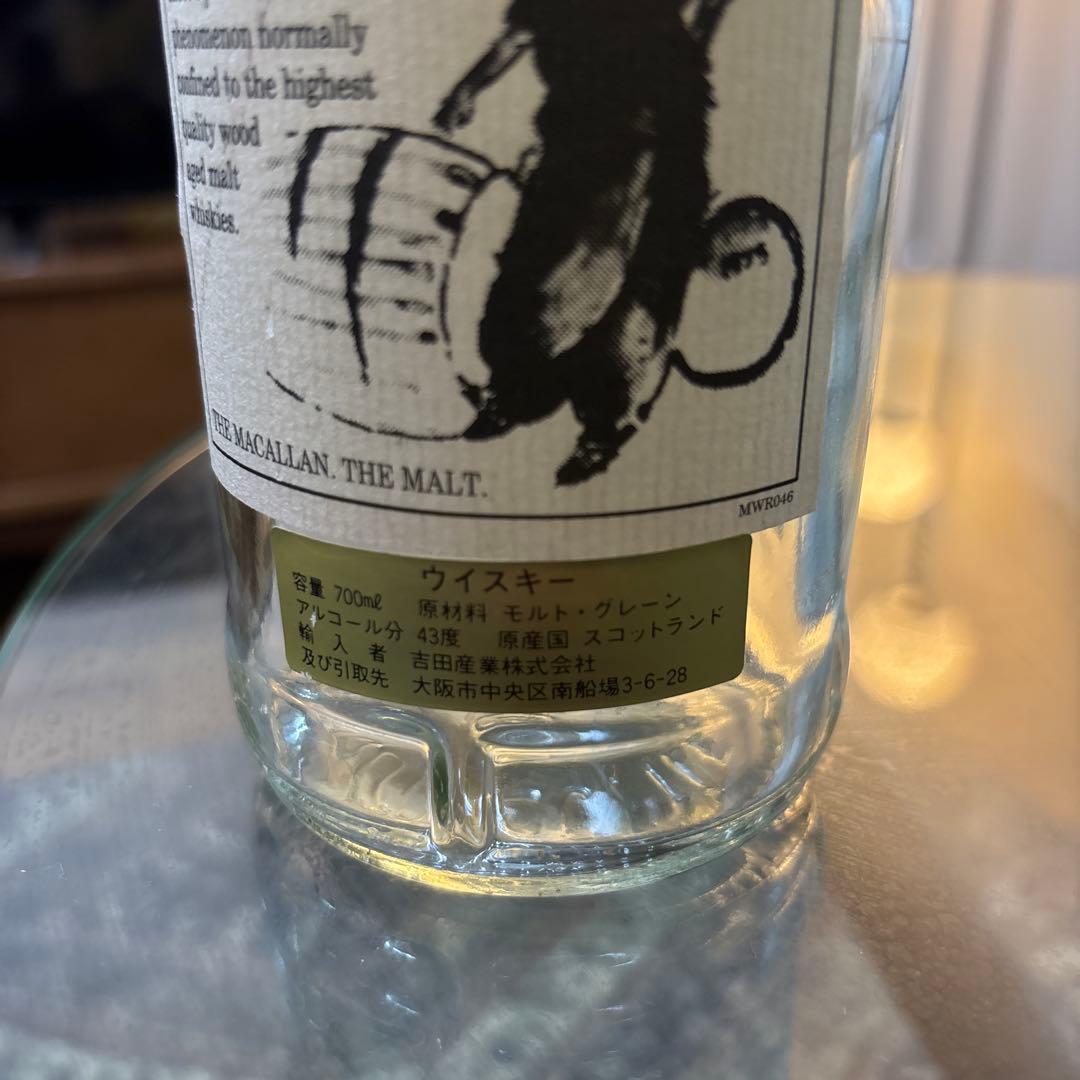 phenomenon normally
confined to the highest
quality wood
aged malt
whiskies.
THE MACALLAN. THE MALT.
MWR046
ウイスキー
容量 700mℓ 原材料 モルト・グレーン
アルコール分 43度 原産国 スコットランド
輸入者 吉田産業株式会社
及び引取先 大阪市中央区南船場3-6-28